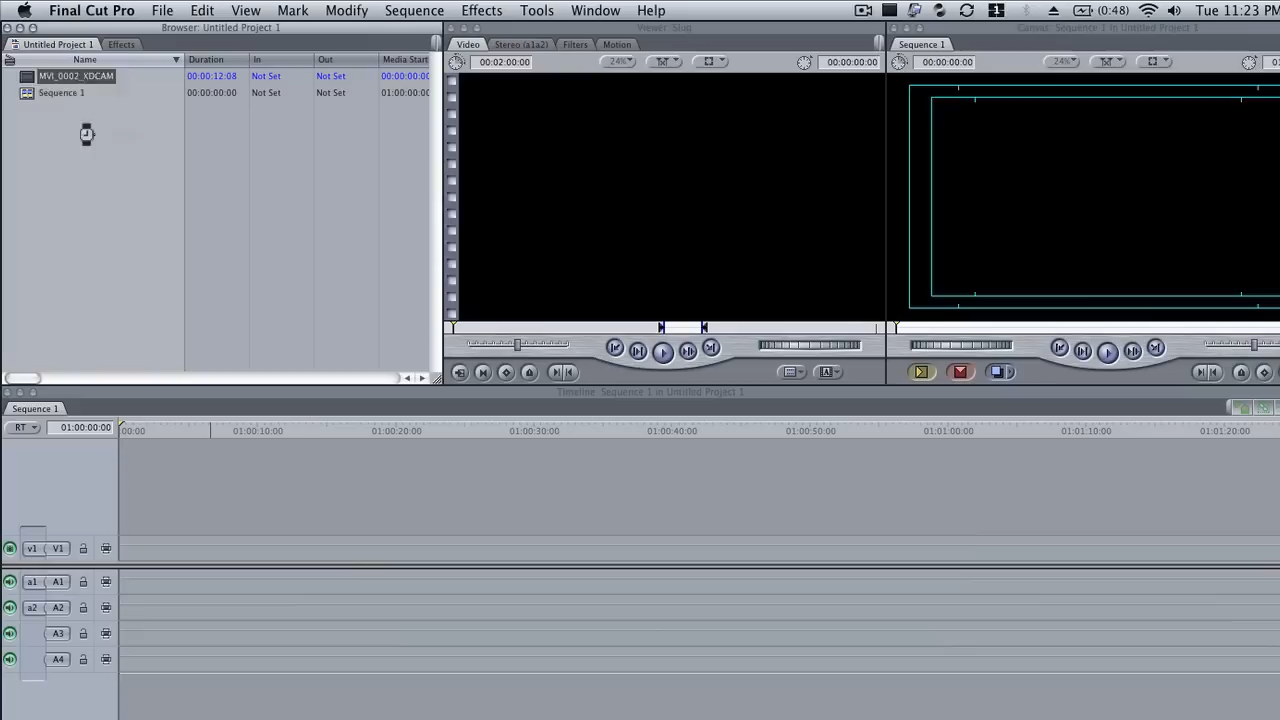 Final Cut Pro File Edit View Mark Modify Sequence Effects Tools Window Help 1 (0:48) Tue 11:23 PM
Browser: Untitled Project 1
Viewer: Slug
Canvas: Sequence 1 in Untitled Project 1
Untitled Project 1 Effects
Video Stereo (a1a2) Filters Motion
Sequence 1
Name Duration In Out Media Start
00:02:00:00 24% 00:00:00:00
00:00:00:00 24%
MVI_0002_XDCAM 00:00:12:08 Not Set Not Set 00:00:00:00
Sequence 1 00:00:00:00 Not Set Not Set 01:00:00:00
Timeline: Sequence 1 in Untitled Project 1
Sequence 1
RT 01:00:00:00 00:00 01:00:10:00 01:00:20:00 01:00:30:00 01:00:40:00 01:00:50:00 01:01:00:00 01:01:10:00 01:01:20:00
v1 V1
a1 A1
a2 A2
A3
A4